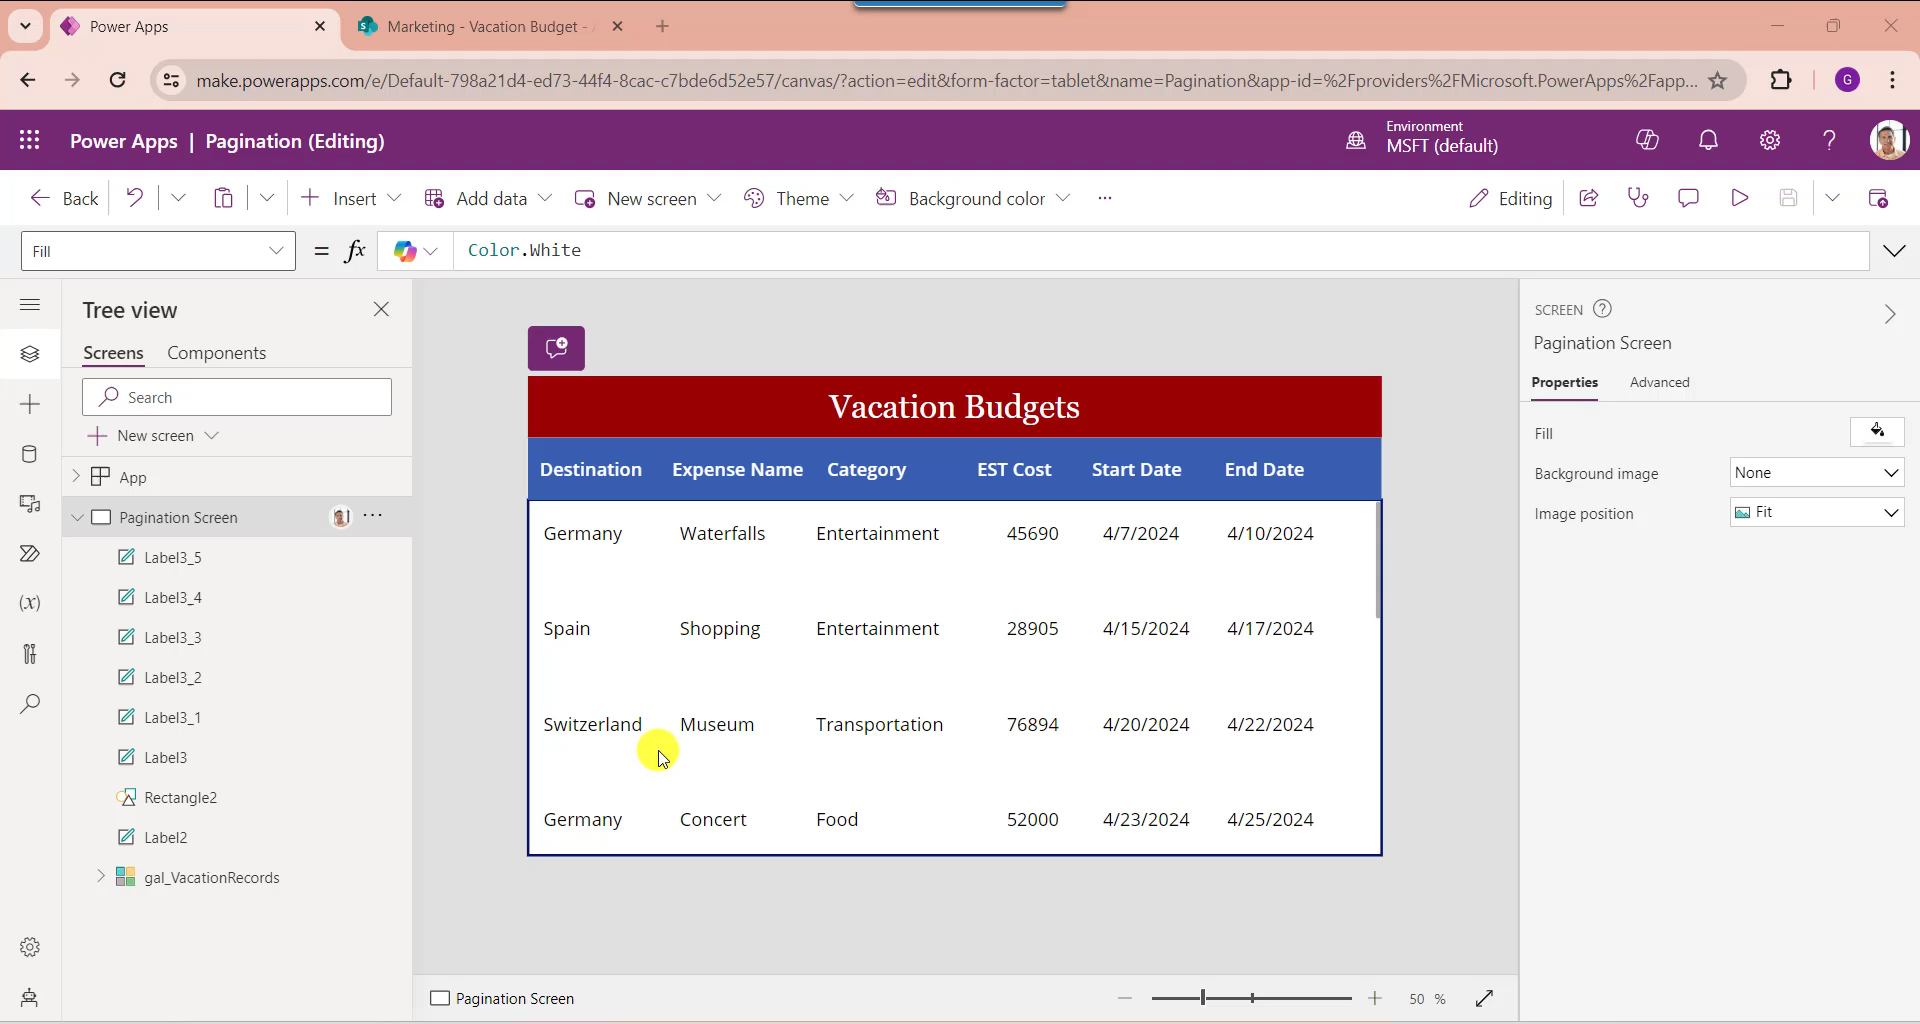 Power Apps
Marketing - Vacation Budget -
make.powerapps.com/e/Default-798a21d4-ed73-44f4-8cac-c7bde6d52e57/canvas/?action=edit&form-factor=tablet&name=Pagination&app-id=%2Fproviders%2FMicrosoft.PowerApps%2Fapp...
G
Power Apps | Pagination (Editing)
Environment
MSFT (default)
Back
Insert
Add data
New screen
Theme
Background color
...
Editing
Fill
= fx
Color.White
Tree view
Screens
Components
Search
New screen
App
Pagination Screen
...
Label3_5
Label3_4
Label3_3
Label3_2
Label3_1
Label3
Rectangle2
Label2
gal_VacationRecords
(x)
Vacation Budgets
Destination Expense Name Category EST Cost Start Date End Date
Germany Waterfalls Entertainment 45690 4/7/2024 4/10/2024
Spain Shopping Entertainment 28905 4/15/2024 4/17/2024
Switzerland Museum Transportation 76894 4/20/2024 4/22/2024
Germany Concert Food 52000 4/23/2024 4/25/2024
Pagination Screen
50 %
SCREEN
Pagination Screen
Properties
Advanced
Fill
Background image
None
Image position
Fit